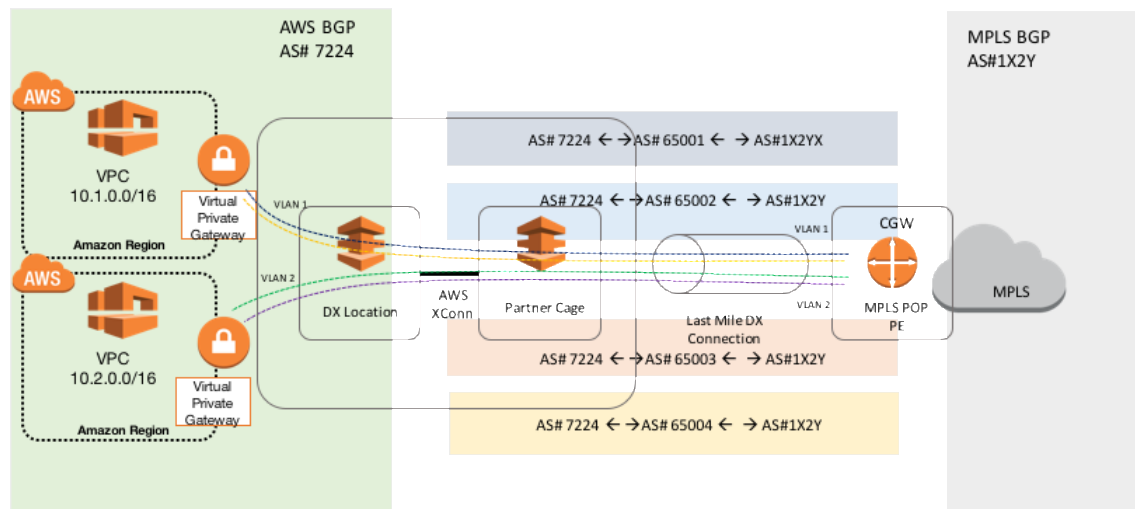 AWS BGP
AS# 7224
MPLS BGP
AS#1X2Y
AWS
VPC
10.1.0.0/16
Virtual
Private
Gateway
Amazon Region
AWS
VPC
10.2.0.0/16
Virtual
Private
Gateway
Amazon Region
VLAN 1
VLAN 2
DX Location
AWS
XConn
Partner Cage
AS# 7224 ← → AS# 65001 ← → AS#1X2YX
AS# 7224 ← → AS# 65002 ← → AS#1X2Y
VLAN 1
VLAN 2
Last Mile DX
Connection
AS# 7224 ← → AS# 65003 ← → AS#1X2Y
AS# 7224 ← → AS# 65004 ← → AS#1X2Y
CGW
MPLS POP
PE
MPLS